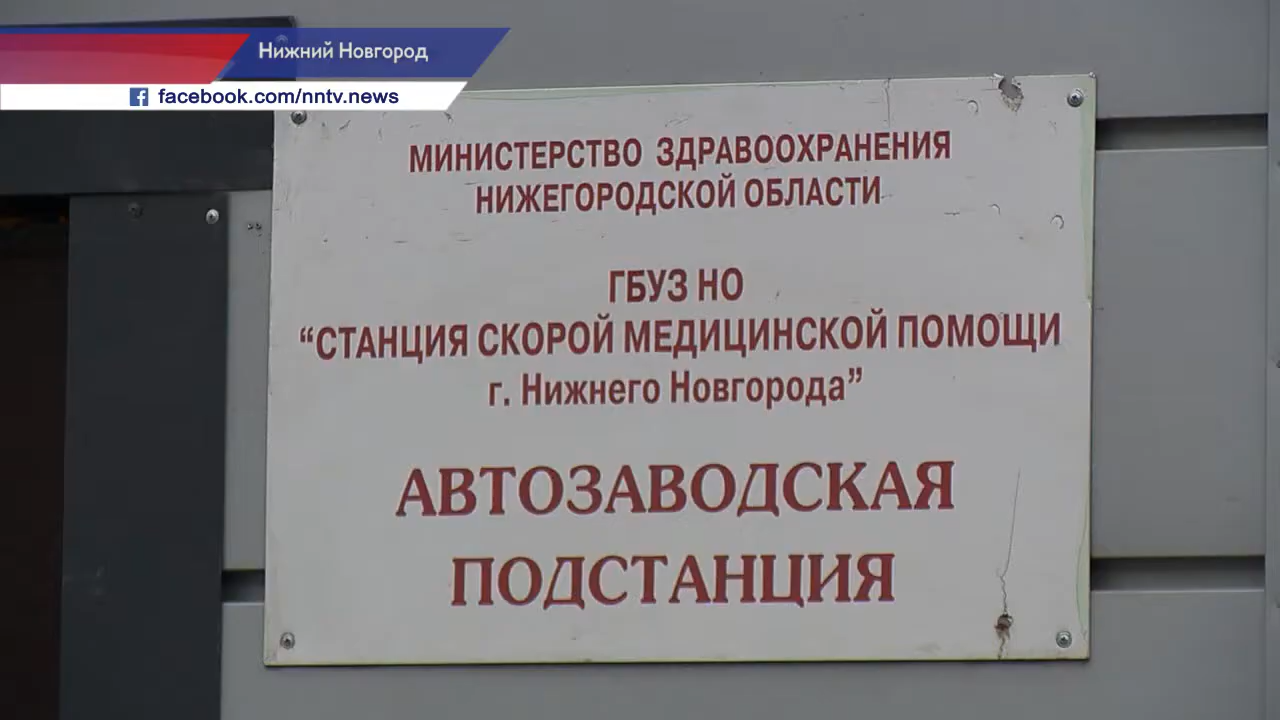 Нижний Новгород
facebook.com/nntv.news
МИНИСТЕРСТВО ЗДРАВООХРАНЕНИЯ
НИЖЕГОРОДСКОЙ ОБЛАСТИ
ГБУЗ НО
“СТАНЦИЯ СКОРОЙ МЕДИЦИНСКОЙ ПОМОЩИ
г. Нижнего Новгорода”
АВТОЗАВОДСКАЯ
ПОДСТАНЦИЯ